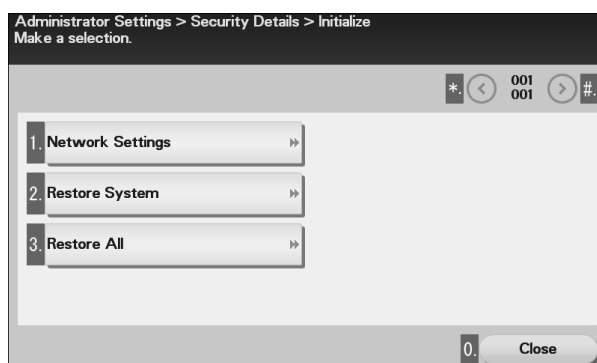 Administrator Settings > Security Details > Initialize
Make a selection.
*. 001 #.
001
1. Network Settings
2. Restore System
3. Restore All
0. Close